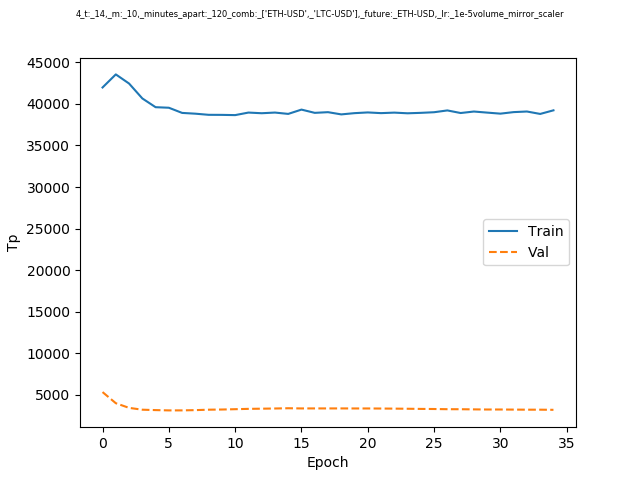 4_t:_14,_m:_10,_minutes_apart:_120_comb:_['ETH-USD',_'LTC-USD'],_future:_ETH-USD,_lr:_1e-5volume_mirror_scaler
45000
40000
35000
30000
25000
20000
15000
10000
5000
Tp
Train
Val
0 5 10 15 20 25 30 35
Epoch